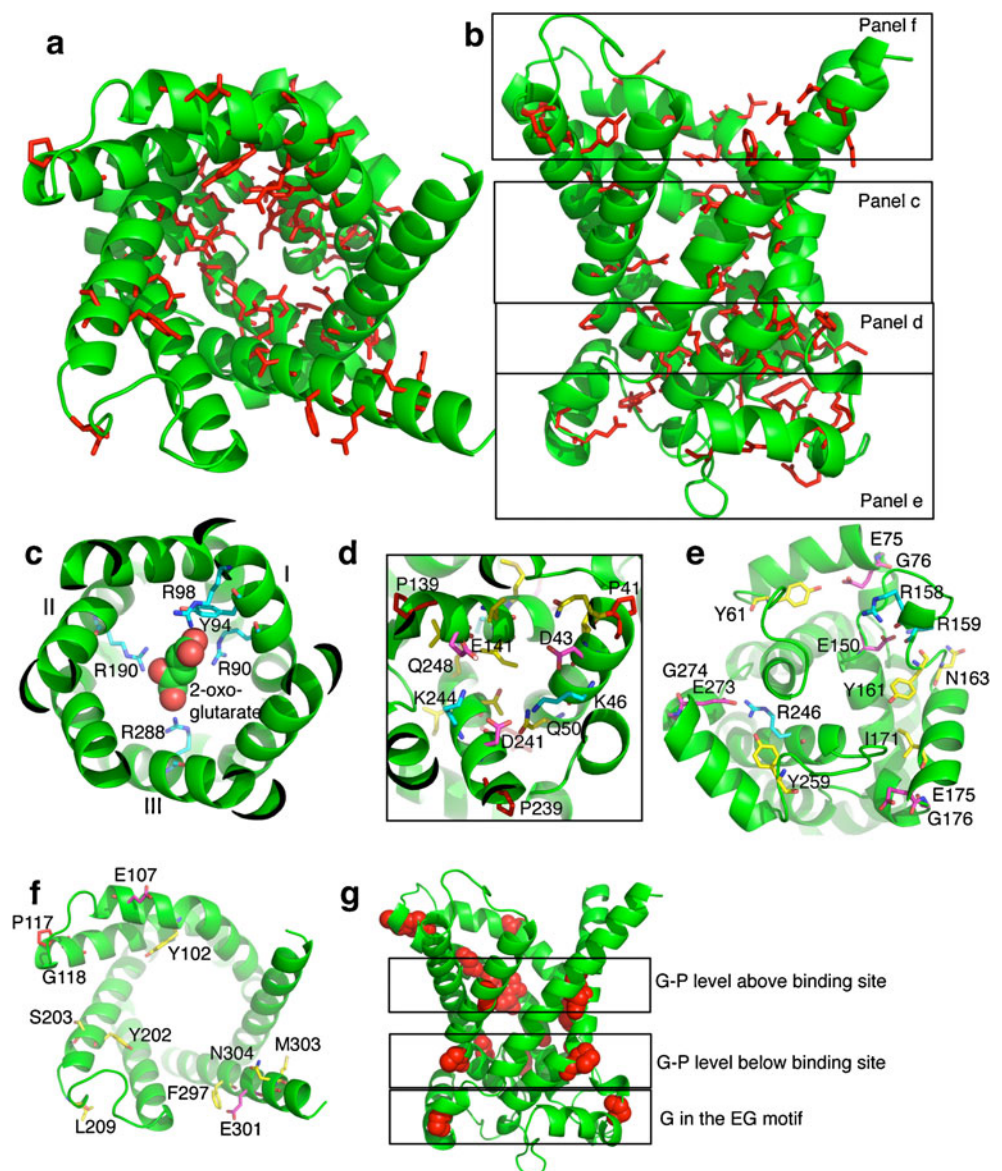 a
b
Panel f
Panel c
Panel d
Panel e
c
I
II
III
R98
Y94
R190
R90
2-oxo-
glutarate
R288
d
P139
P41
E141
D43
Q248
K244
K46
Q50
D241
P239
e
E75
G76
R158
Y61
R159
E150
G274
E273
N163
Y161
R246
I171
Y259
E175
G176
f
E107
P117
G118
Y102
S203
Y202
N304
M303
F297
L209
E301
g
G-P level above binding site
G-P level below binding site
G in the EG motif